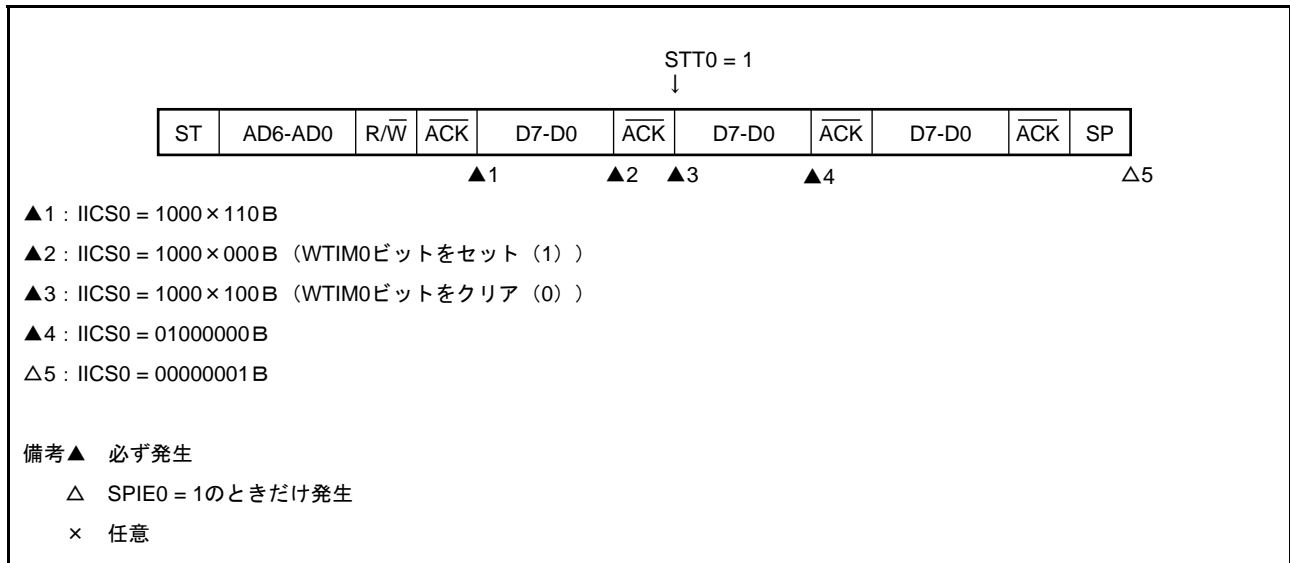 STT0 = 1
↓
ST AD6-AD0 R/W̅ A̅C̅K̅ D7-D0 A̅C̅K̅ D7-D0 A̅C̅K̅ D7-D0 A̅C̅K̅ SP
▲1 ▲2 ▲3 ▲4 △5
▲1：IICS0 = 1000×110B
▲2：IICS0 = 1000×000B（WTIM0ビットをセット（1））
▲3：IICS0 = 1000×100B（WTIM0ビットをクリア（0））
▲4：IICS0 = 01000000B
△5：IICS0 = 00000001B
備考▲ 必ず発生
△ SPIE0 = 1のときだけ発生
× 任意